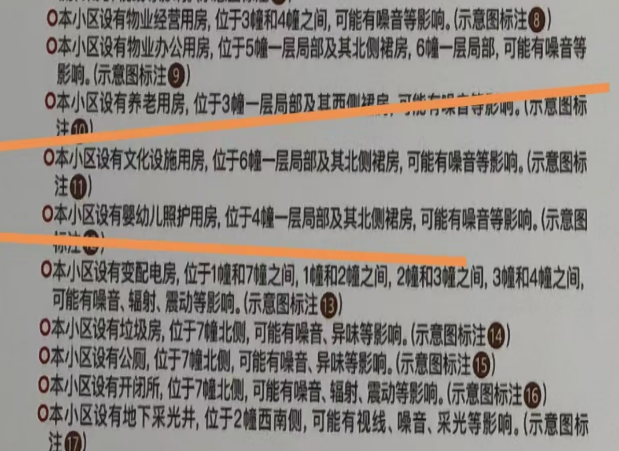 本小区设有物业经营用房, 位于3幢和4幢之间, 可能有噪音等影响。(示意图标注8)
本小区设有物业办公用房, 位于5幢一层局部及其北侧裙房, 6幢一层局部, 可能有噪音等
影响。(示意图标注9)
本小区设有养老用房, 位于3幢一层局部及其西侧裙房, 可能有噪音等影响。(示意图标
注10)
本小区设有文化设施用房, 位于6幢一层局部及其北侧裙房, 可能有噪音等影响。(示意图标
注11)
本小区设有婴幼儿照护用房, 位于4幢一层局部及其北侧裙房, 可能有噪音等影响。(示意图
标注)
本小区设有变配电房, 位于1幢和7幢之间, 1幢和2幢之间, 2幢和3幢之间, 3幢和4幢之间,
可能有噪音、辐射、震动等影响。(示意图标注13)
本小区设有垃圾房, 位于7幢北侧, 可能有噪音、异味等影响。(示意图标注14)
本小区设有公厕, 位于7幢北侧, 可能有噪音、异味等影响。(示意图标注15)
本小区设有开闭所, 位于7幢北侧, 可能有噪音、辐射、震动等影响。(示意图标注16)
本小区设有地下采光井, 位于2幢西南侧, 可能有视线、噪音、采光等影响。(示意图标
注17)